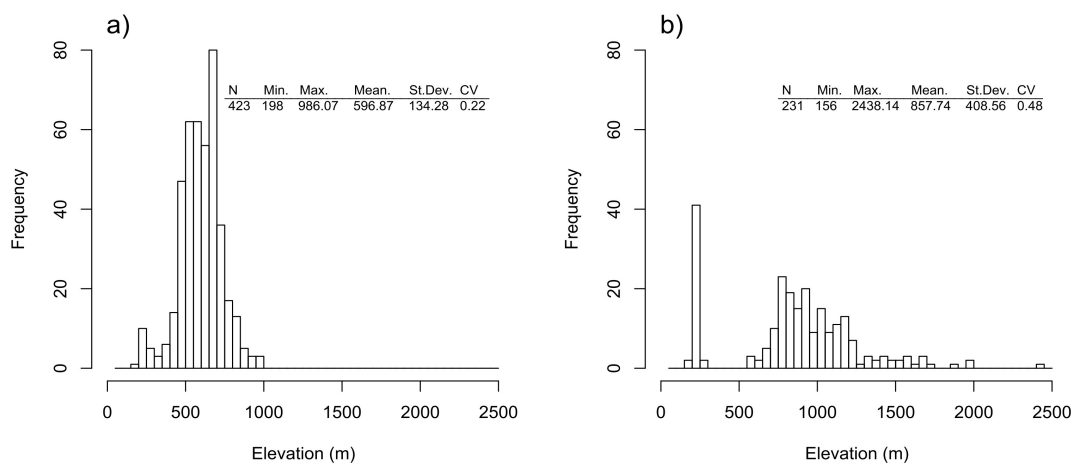 a)
80
60
40
20
0
Frequency
N Min. Max. Mean. St.Dev. CV
423 198 986.07 596.87 134.28 0.22
0 500 1000 1500 2000 2500
Elevation (m)
b)
80
60
40
20
0
Frequency
N Min. Max. Mean. St.Dev. CV
231 156 2438.14 857.74 408.56 0.48
0 500 1000 1500 2000 2500
Elevation (m)